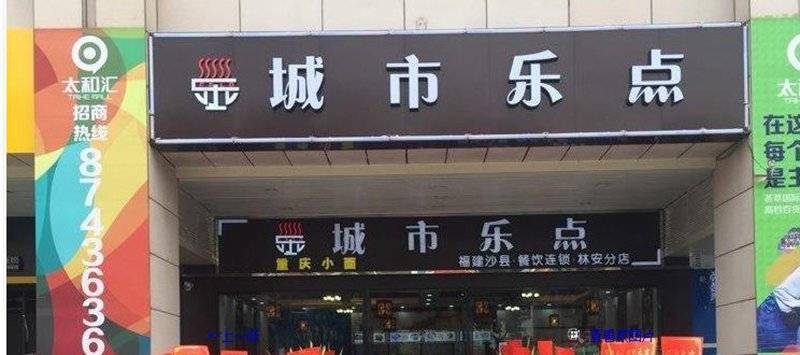 城市乐点
城市乐点
重庆小面
福建沙县·餐饮连锁·林安分店
太和汇
TAIHE MALL
招商
热线
8743636
太和
在这
每个
是主